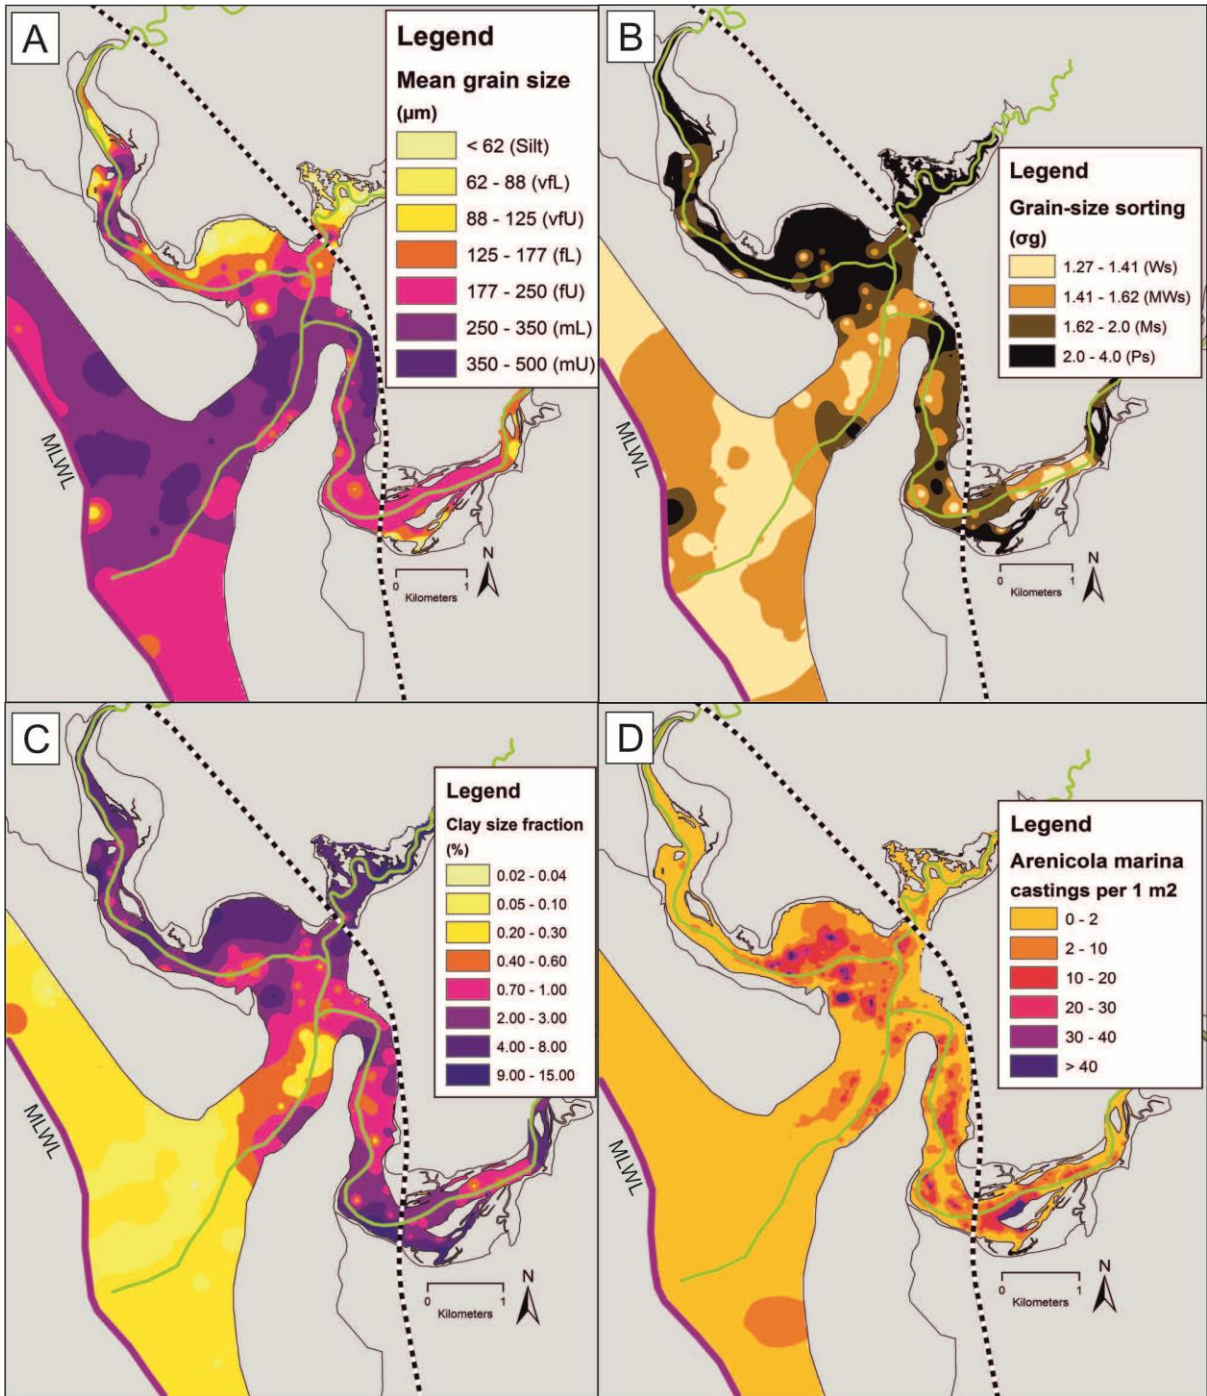 A
Legend
Mean grain size
(µm)
< 62 (Silt)
62 - 88 (vfL)
88 - 125 (vfU)
125 - 177 (fL)
177 - 250 (fU)
250 - 350 (mL)
350 - 500 (mU)
MLWL
N
0 1
Kilometers
B
Legend
Grain-size sorting
(σg)
1.27 - 1.41 (Ws)
1.41 - 1.62 (MWs)
1.62 - 2.0 (Ms)
2.0 - 4.0 (Ps)
MLWL
N
0 1
Kilometers
C
Legend
Clay size fraction
(%)
0.02 - 0.04
0.05 - 0.10
0.20 - 0.30
0.40 - 0.60
0.70 - 1.00
2.00 - 3.00
4.00 - 8.00
9.00 - 15.00
MLWL
N
0 1
Kilometers
D
Legend
Arenicola marina
castings per 1 m2
0 - 2
2 - 10
10 - 20
20 - 30
30 - 40
> 40
MLWL
N
0 1
Kilometers